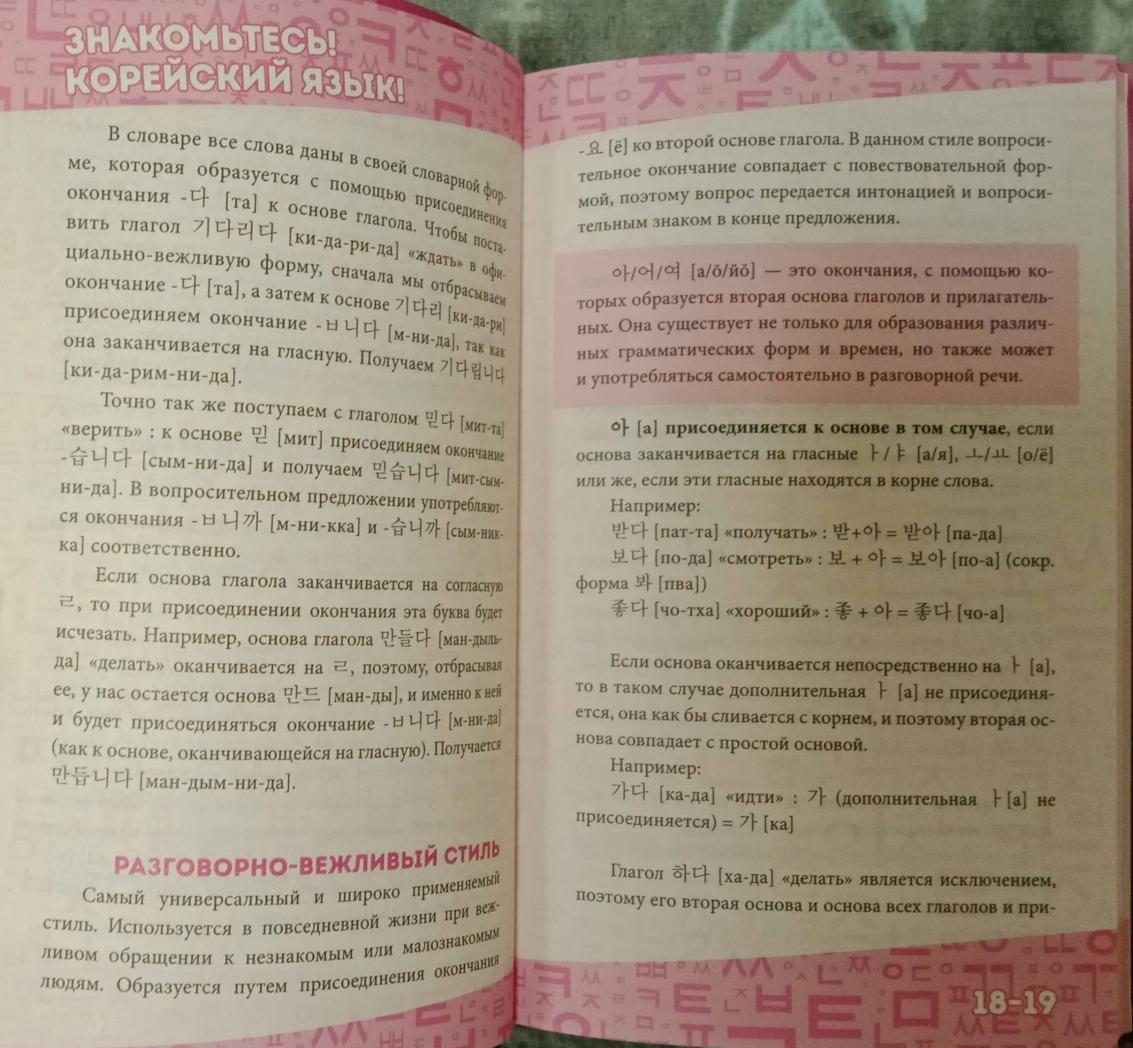 ЗНАКОМЬТЕСЬ!
КОРЕЙСКИЙ ЯЗЫК!
В словаре все слова даны в своей словарной фор-
ме, которая образуется с помощью присоединения
окончания -다 [та] к основе глагола. Чтобы поста-
вить глагол 기다리다 [ки-да-ри-да] «ждать» в офи-
циально-вежливую форму, сначала мы отбрасываем
окончание -다 [та], а затем к основе 기다리 [ки-да-ри]
присоединяем окончание -ㅂ니다 [м-ни-да], так как
она заканчивается на гласную. Получаем 기다립니다
[ки-да-рим-ни-да].
Точно так же поступаем с глаголом 믿다 [мит-та]
«верить» : к основе 믿 [мит] присоединяем окончание
-습니다 [сым-ни-да] и получаем 믿습니다 [мит-сым-
ни-да]. В вопросительном предложении употребляют-
ся окончания -ㅂ니까 [м-ни-кка] и -습니까 [сым-ник-
ка] соответственно.
Если основа глагола заканчивается на согласную
ㄹ, то при присоединении окончания эта буква будет
исчезать. Например, основа глагола 만들다 [ман-дыль-
да] «делать» оканчивается на ㄹ, поэтому, отбрасывая
ее, у нас остается основа 만드 [ман-ды], и именно к ней
и будет присоединяться окончание -ㅂ니다 [м-ни-да]
(как к основе, оканчивающейся на гласную). Получается
만듭니다 [ман-дым-ни-да].
РАЗГОВОРНО-ВЕЖЛИВЫЙ СТИЛЬ
Самый универсальный и широко применяемый
стиль. Используется в повседневной жизни при веж-
ливом обращении к незнакомым или малознакомым
людям. Образуется путем присоединения окончания
-요 [ё] ко второй основе глагола. В данном стиле вопроси-
тельное окончание совпадает с повествовательной фор-
мой, поэтому вопрос передается интонацией и вопроси-
тельным знаком в конце предложения.
아/어/여 [а/ŏ/йŏ] — это окончания, с помощью ко-
торых образуется вторая основа глаголов и прилагатель-
ных. Она существует не только для образования различ-
ных грамматических форм и времен, но также может
и употребляться самостоятельно в разговорной речи.
아 [а] присоединяется к основе в том случае, если
основа заканчивается на гласные ㅏ/ㅑ [а/я], ㅗ/ㅛ [о/ё]
или же, если эти гласные находятся в корне слова.
Например:
받다 [пат-та] «получать» : 받+아 = 받아 [па-да]
보다 [по-да] «смотреть» : 보 + 아 = 보아 [по-а] (сокр.
форма 봐 [пва])
좋다 [чо-тха] «хороший» : 좋 + 아 = 좋다 [чо-а]
Если основа оканчивается непосредственно на ㅏ [а],
то в таком случае дополнительная ㅏ [а] не присоединя-
ется, она как бы сливается с корнем, и поэтому вторая ос-
нова совпадает с простой основой.
Например:
가다 [ка-да] «идти» : 가 (дополнительная ㅏ[а] не
присоединяется) = 가 [ка]
Глагол 하다 [ха-да] «делать» является исключением,
поэтому его вторая основа и основа всех глаголов и при-
18-19